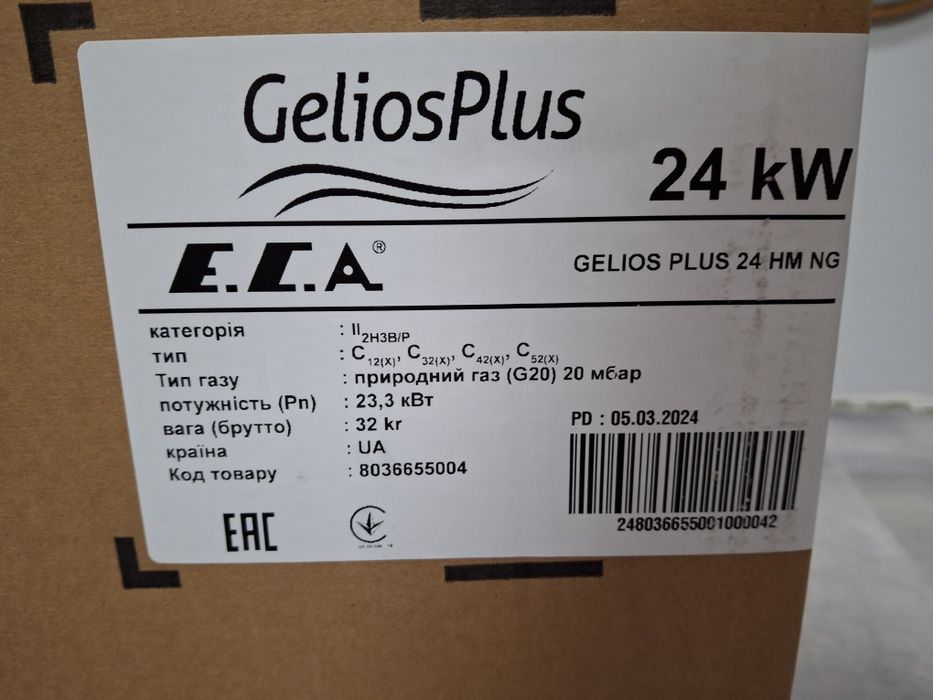 GeliosPlus
24 kW
E.C.A.®
GELIOS PLUS 24 HM NG
категорія : II2H3B/P
тип : C12(X), C32(X), C42(X), C52(X)
Тип газу : природний газ (G20) 20 мбар
потужність (Pn) : 23,3 кВт
вага (брутто) : 32 kr
країна : UA
Код товару : 8036655004
PD : 05.03.2024
248036655001000042
EAC